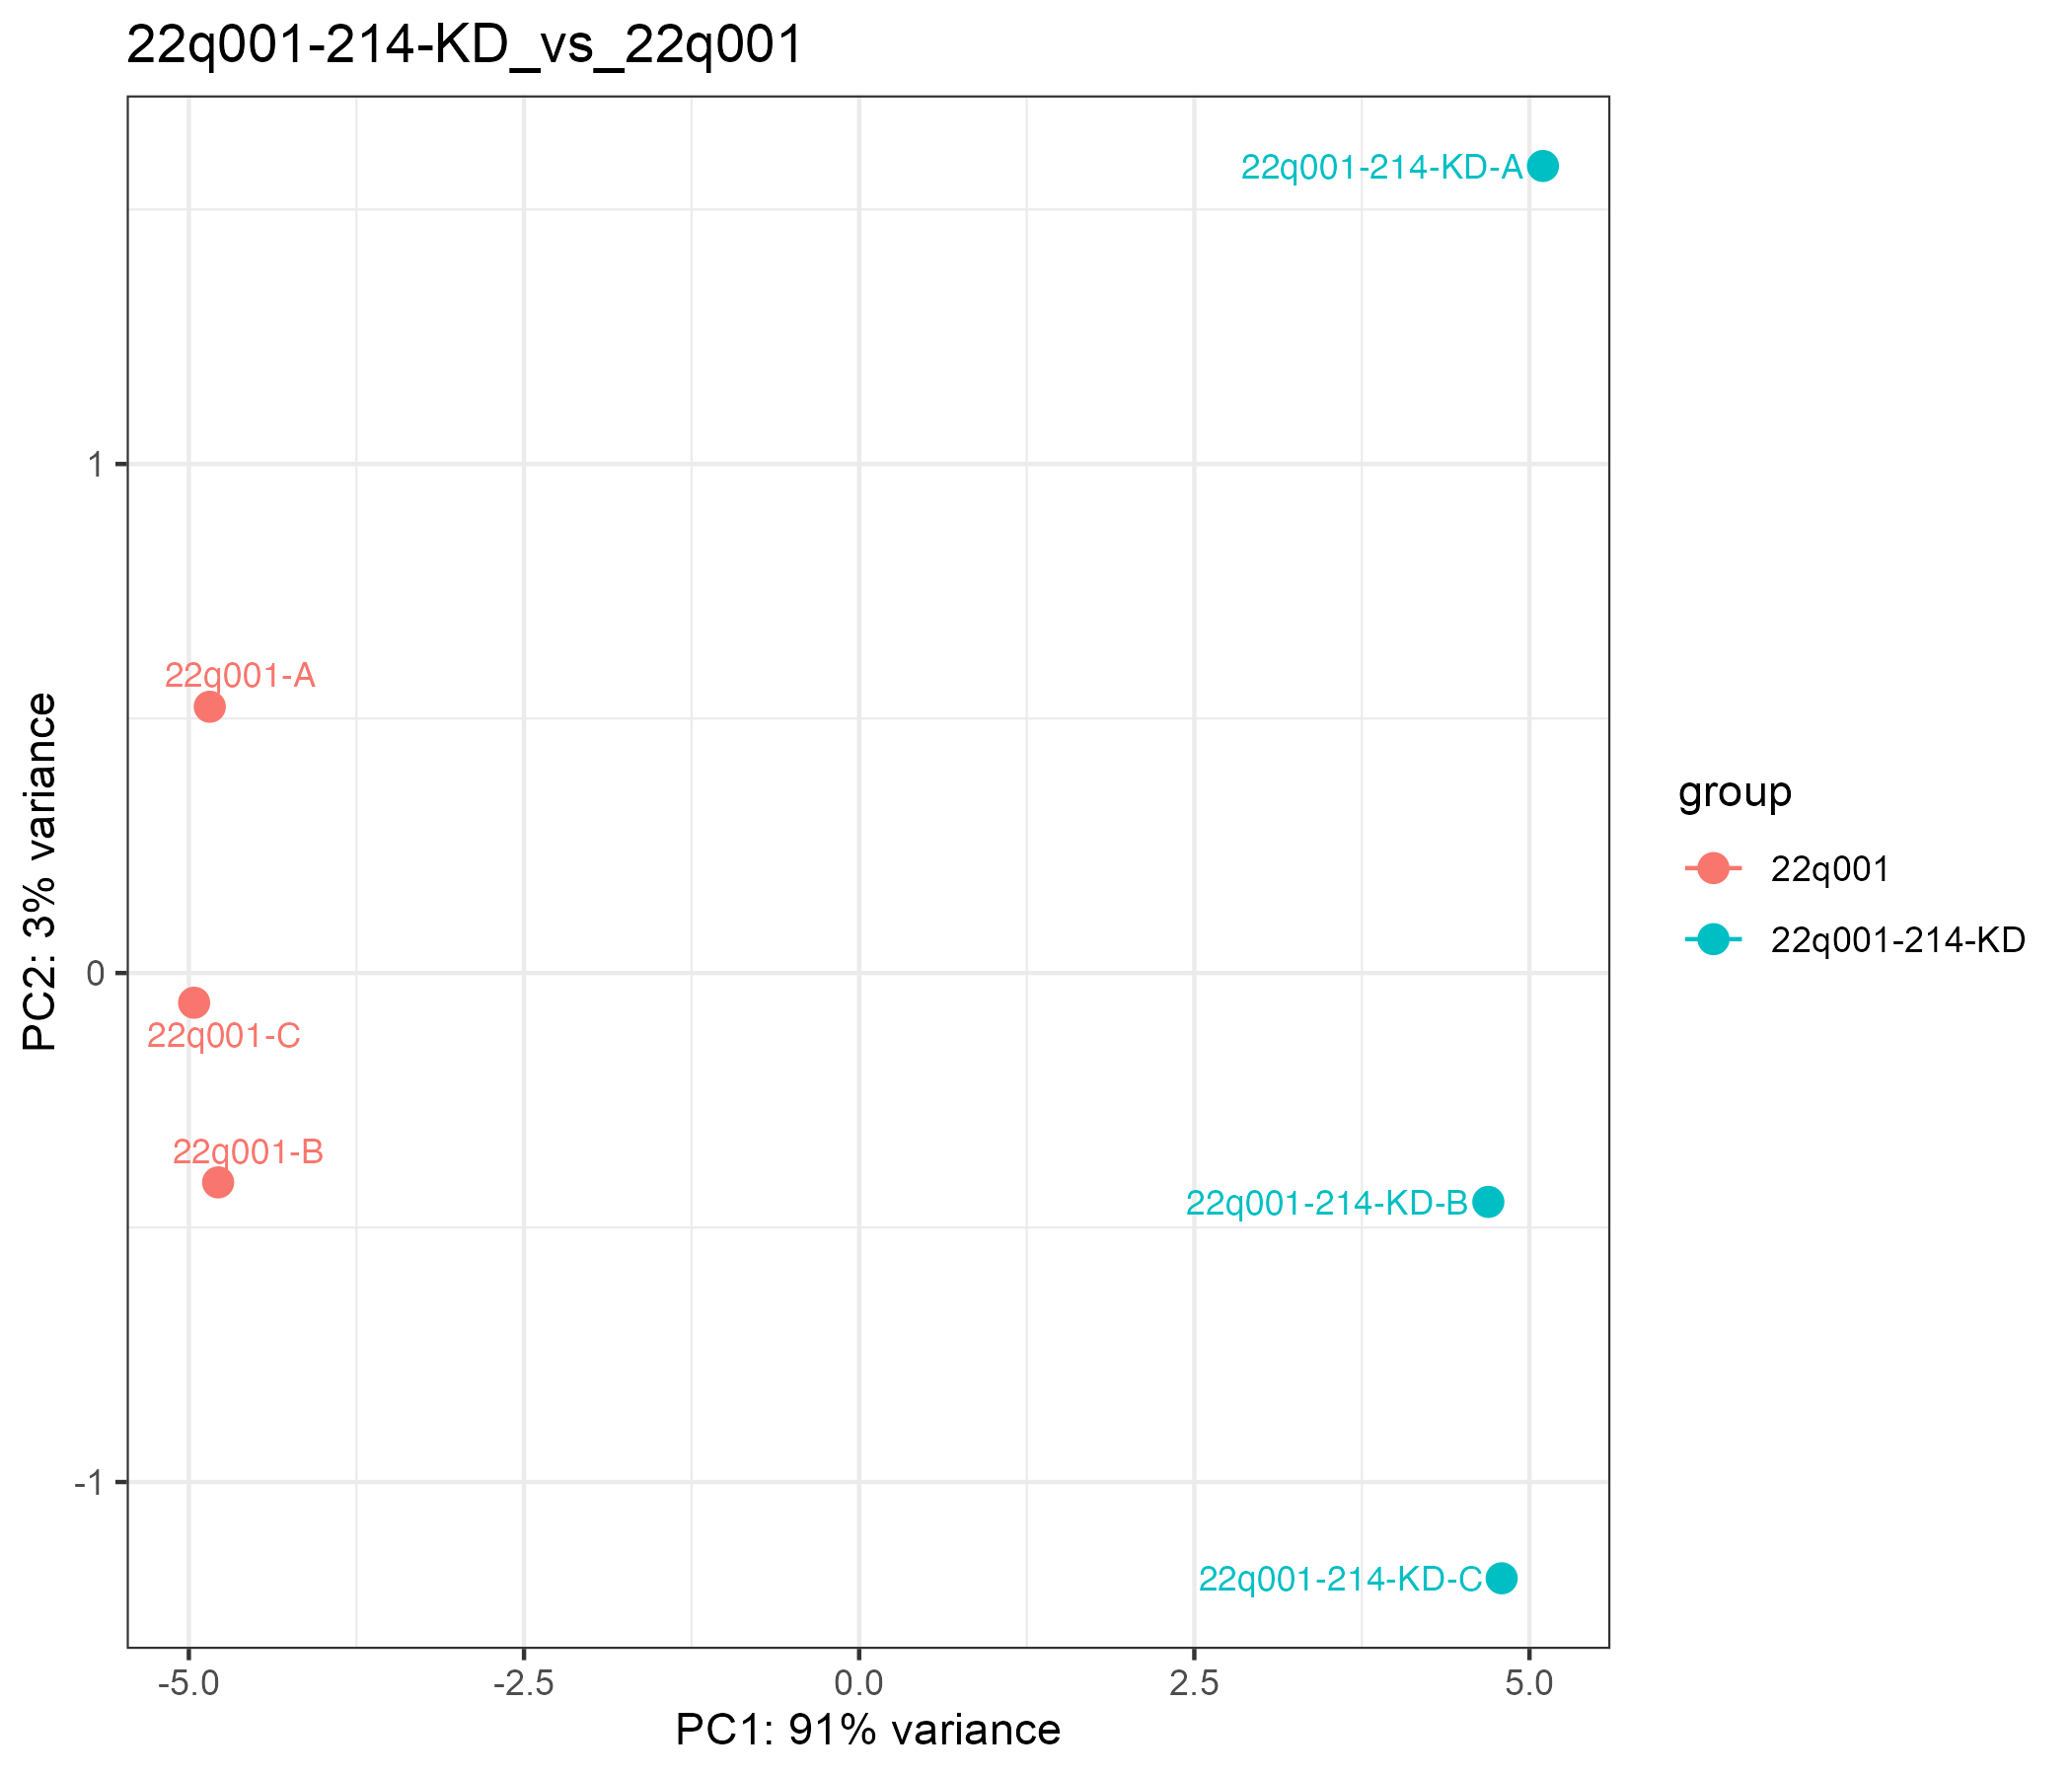 22q001-214-KD_vs_22q001
22q001-214-KD-A
1
22q001-A
PC2: 3% variance
group
22q001
22q001-214-KD
0
22q001-C
22q001-B
22q001-214-KD-B
-1
22q001-214-KD-C
-5.0 -2.5 0.0 2.5 5.0
PC1: 91% variance